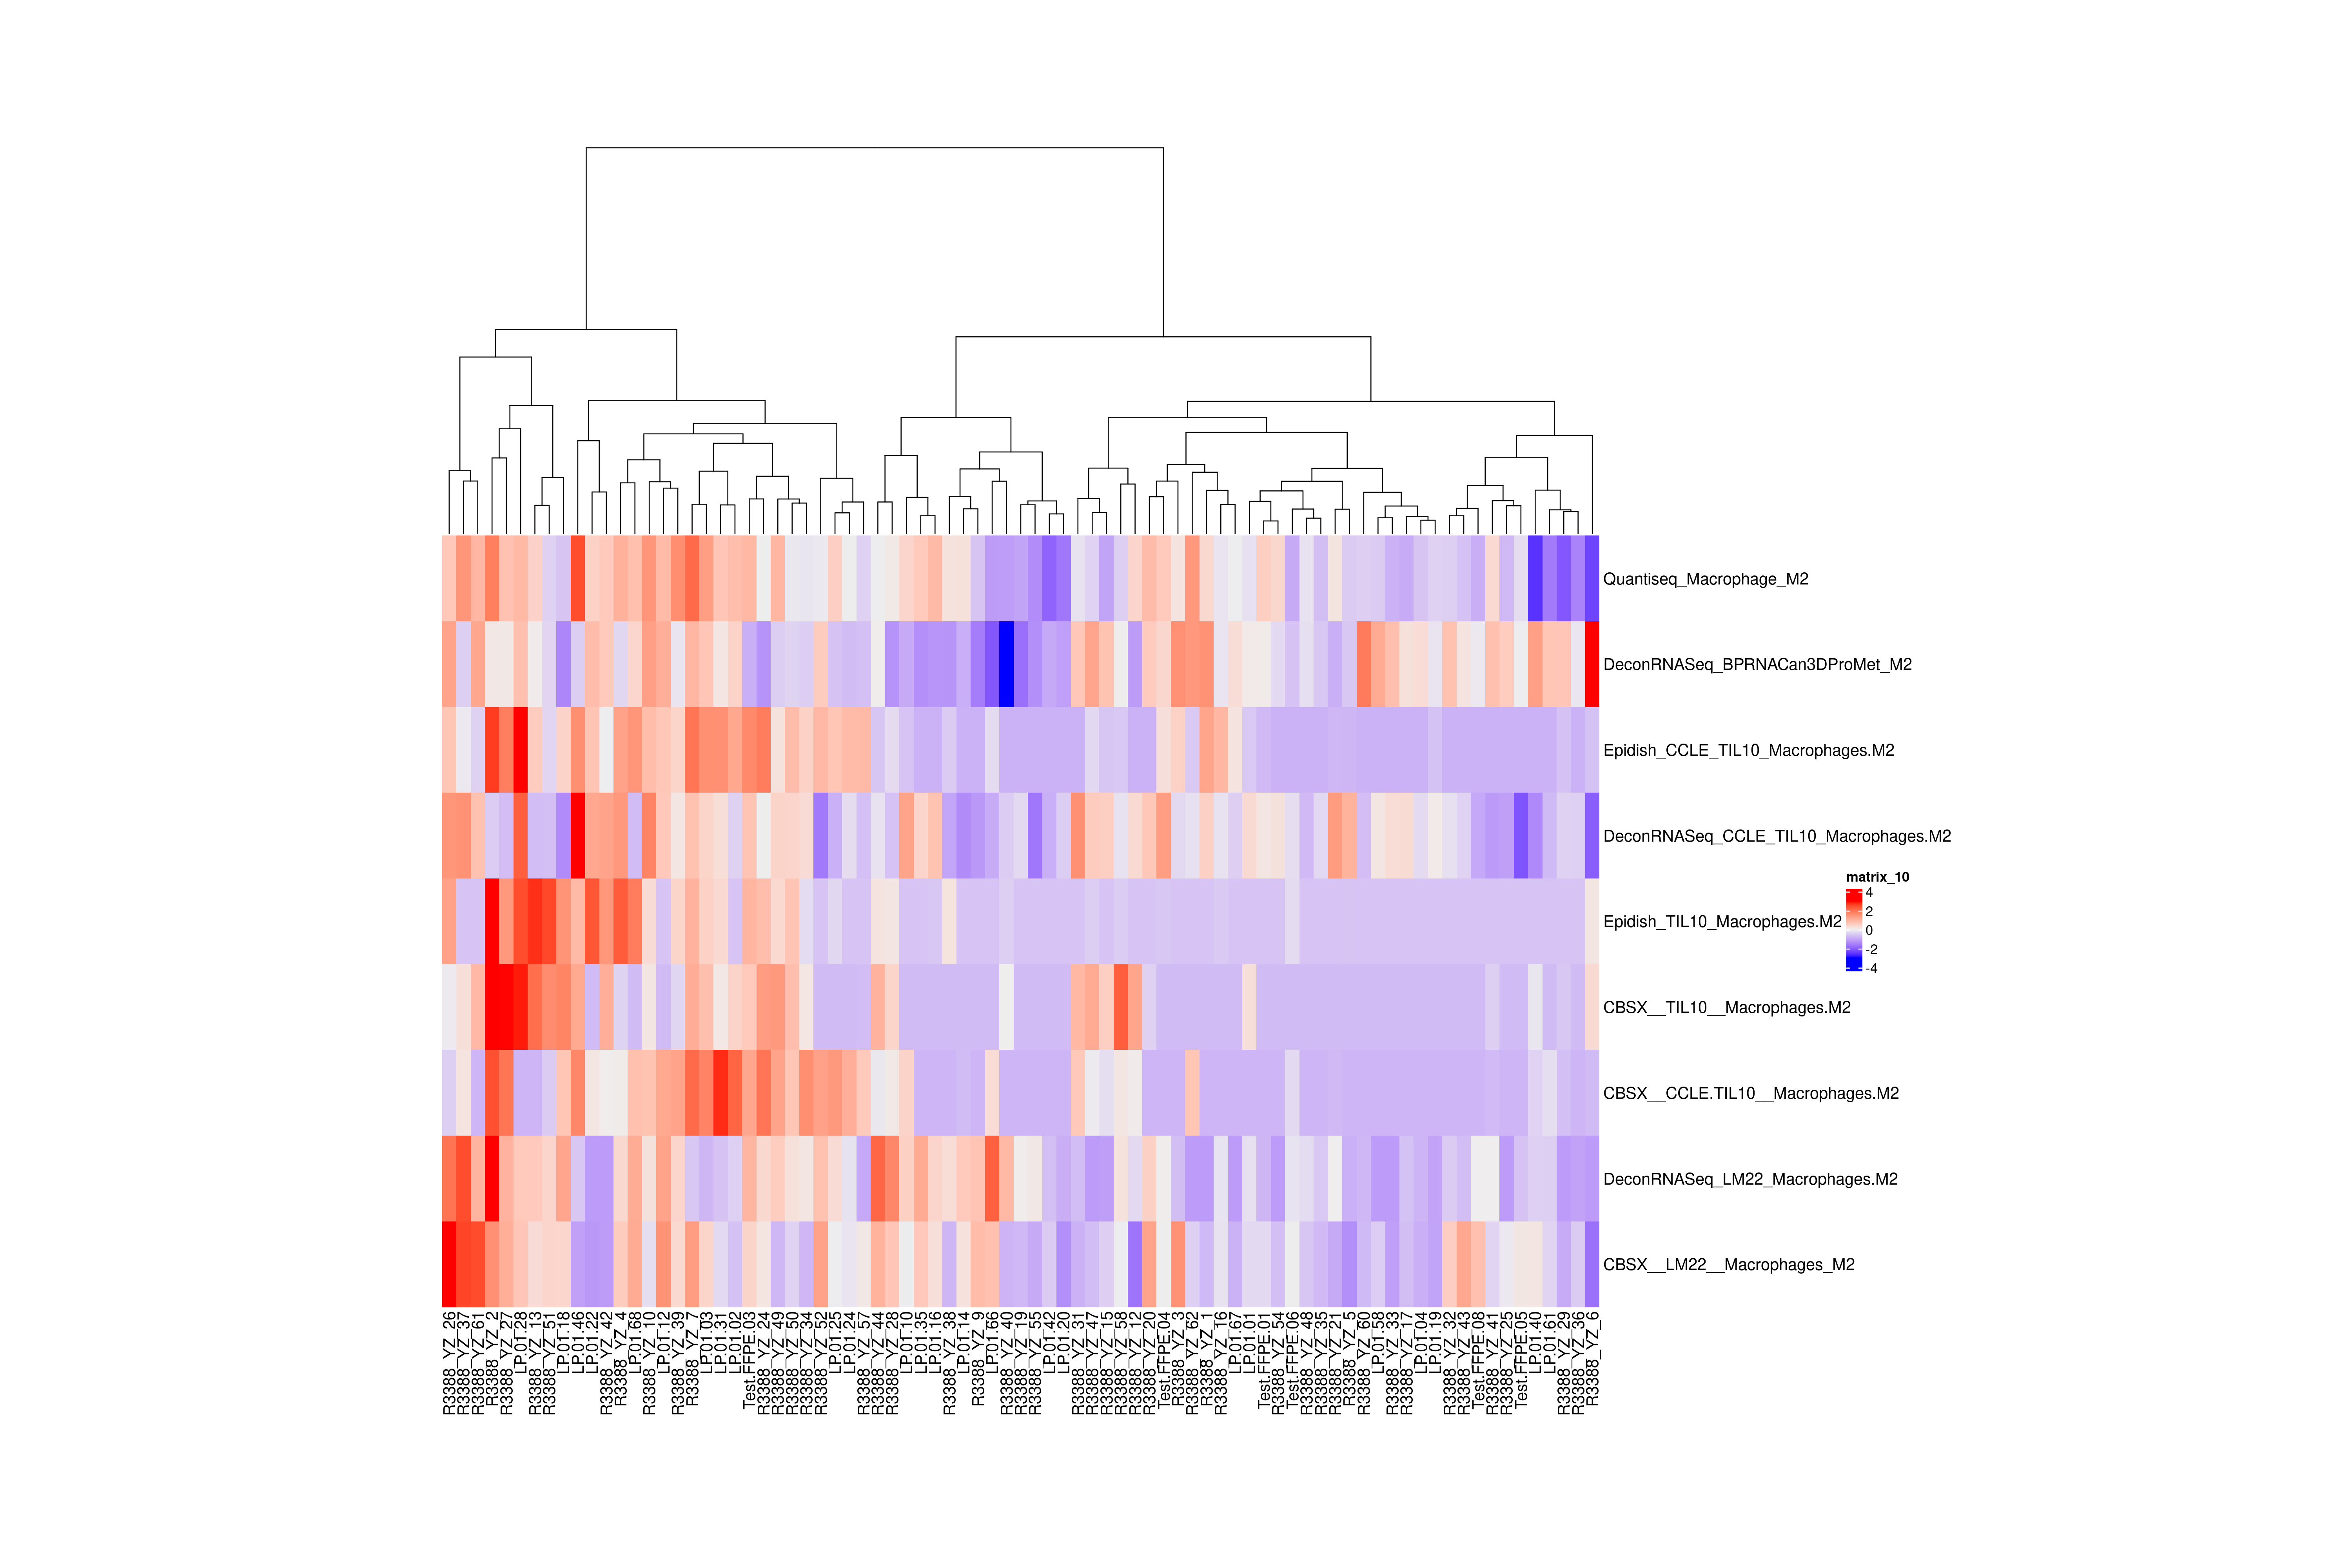 Quantiseq_Macrophage_M2
DeconRNASeq_BPRNACan3DProMet_M2
Epidish_CCLE_TIL10_Macrophages.M2
DeconRNASeq_CCLE_TIL10_Macrophages.M2
matrix_10
4
2
0
-2
-4
Epidish_TIL10_Macrophages.M2
CBSX__TIL10__Macrophages.M2
CBSX__CCLE.TIL10__Macrophages.M2
DeconRNASeq_LM22_Macrophages.M2
CBSX__LM22__Macrophages_M2
R3388_YZ_26
R3388_YZ_37
R3388_YZ_61
R3388_YZ_2
R3388_YZ_27
LP.01.28
R3388_YZ_13
R3388_YZ_51
LP.01.18
LP.01.46
LP.01.22
R3388_YZ_42
R3388_YZ_4
LP.01.68
R3388_YZ_10
LP.01.12
R3388_YZ_39
R3388_YZ_7
LP.01.03
LP.01.31
LP.01.02
Test.FFPE.03
R3388_YZ_24
R3388_YZ_49
R3388_YZ_50
R3388_YZ_34
R3388_YZ_52
LP.01.25
LP.01.24
R3388_YZ_57
R3388_YZ_44
R3388_YZ_28
LP.01.10
LP.01.35
LP.01.16
R3388_YZ_38
LP.01.14
R3388_YZ_9
LP.01.66
R3388_YZ_40
R3388_YZ_19
R3388_YZ_55
LP.01.42
LP.01.20
R3388_YZ_31
R3388_YZ_47
R3388_YZ_15
R3388_YZ_58
R3388_YZ_12
R3388_YZ_20
Test.FFPE.04
R3388_YZ_3
R3388_YZ_62
R3388_YZ_1
R3388_YZ_16
LP.01.67
LP.01.01
Test.FFPE.01
R3388_YZ_54
Test.FFPE.06
R3388_YZ_48
R3388_YZ_35
R3388_YZ_21
R3388_YZ_5
R3388_YZ_60
LP.01.58
R3388_YZ_33
R3388_YZ_17
LP.01.04
LP.01.19
R3388_YZ_32
R3388_YZ_43
Test.FFPE.08
R3388_YZ_41
R3388_YZ_25
Test.FFPE.05
LP.01.40
LP.01.61
R3388_YZ_29
R3388_YZ_36
R3388_YZ_6